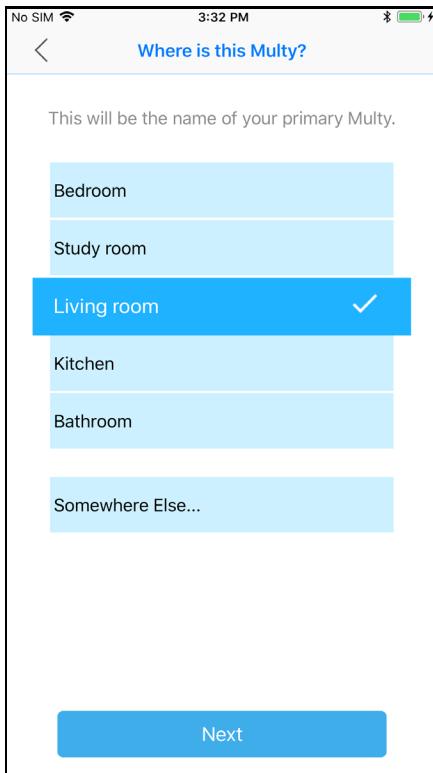 No SIM 3:32 PM
Where is this Multy?
This will be the name of your primary Multy.
Bedroom
Study room
Living room
Kitchen
Bathroom
Somewhere Else...
Next